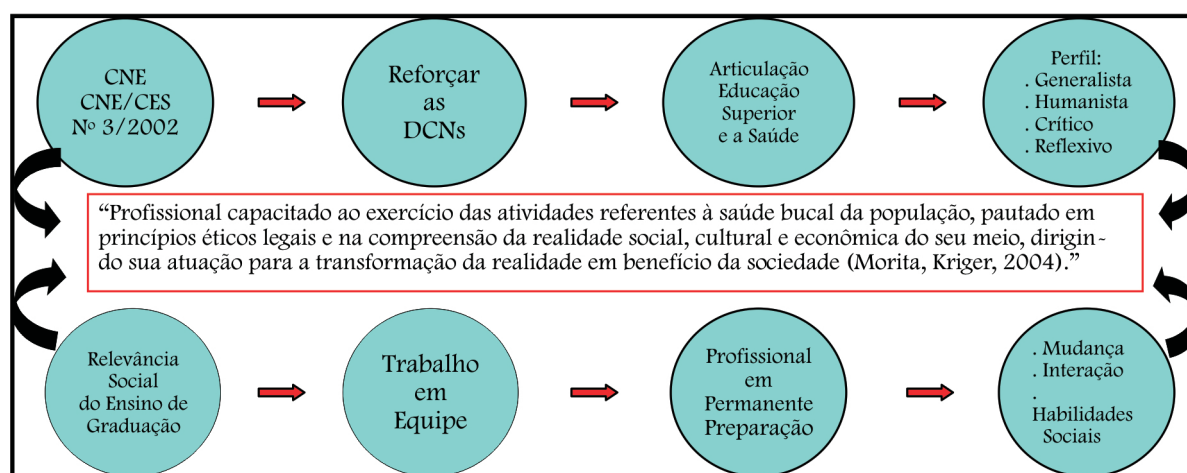 CNE
CNE/CES
Nº 3/2002
Reforçar
as
DCNs
Articulação
Educação
Superior
e a Saúde
Perfil:
. Generalista
. Humanista
. Crítico
. Reflexivo
“Profissional capacitado ao exercício das atividades referentes à saúde bucal da população, pautado em
princípios éticos legais e na compreensão da realidade social, cultural e econômica do seu meio, dirigin-
do sua atuação para a transformação da realidade em benefício da sociedade (Morita, Kriger, 2004).”
Relevância
Social
do Ensino de
Graduação
Trabalho
em
Equipe
Profissional
em
Permanente
Preparação
. Mudança
. Interação
.
Habilidades
Sociais